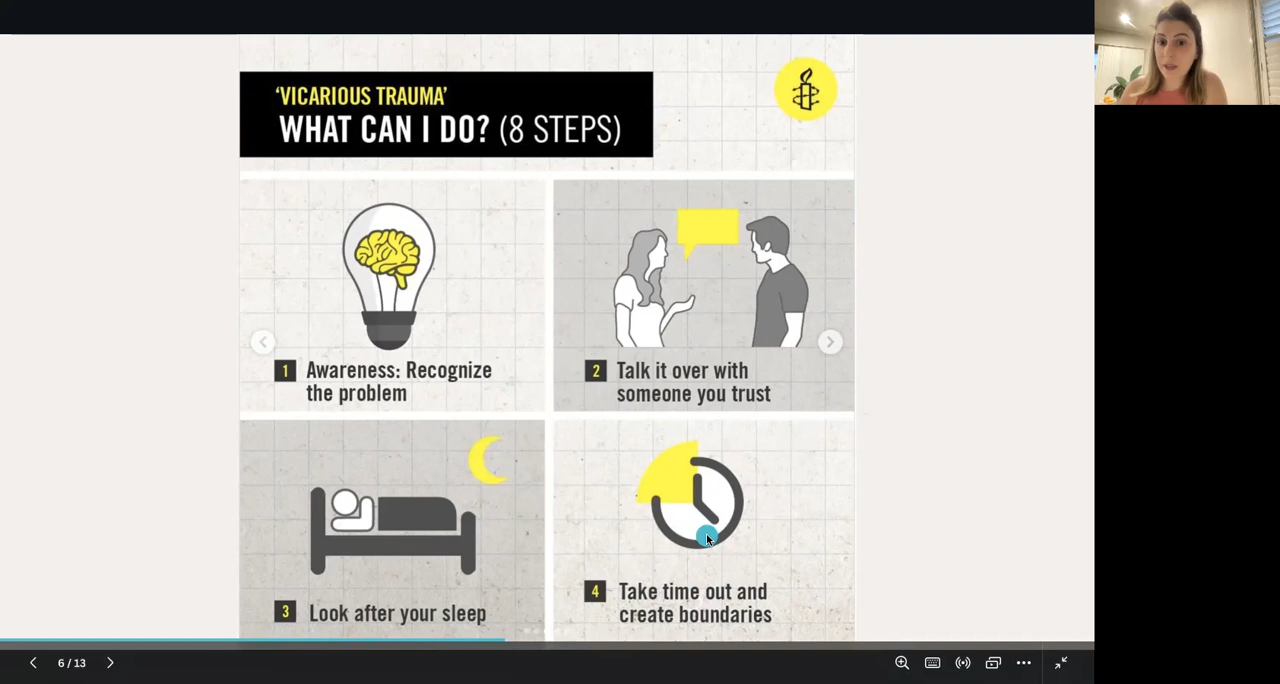 ‘VICARIOUS TRAUMA’
WHAT CAN I DO? (8 STEPS)
1 Awareness: Recognize
the problem
2 Talk it over with
someone you trust
3 Look after your sleep
4 Take time out and
create boundaries
6 / 13